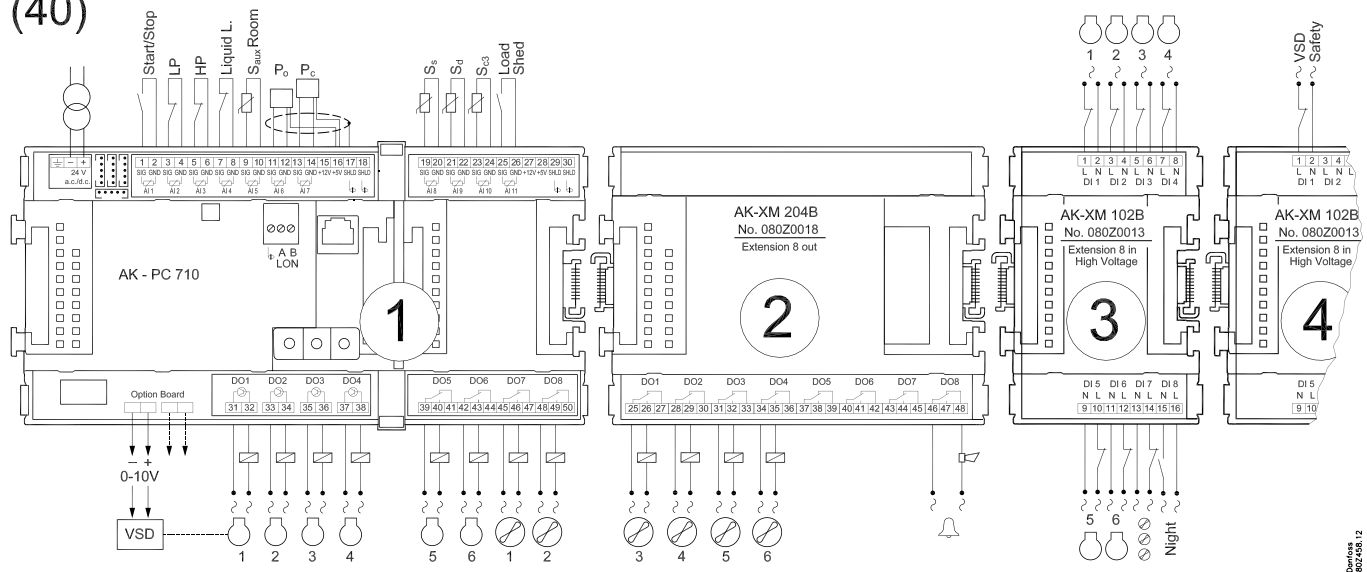 (40)
Start/Stop
LP
HP
Liquid L.
Saux Room
Po
Pc
Ss
Sd
Sc3
Load
Shed
1 2 3 4
VSD
Safety
– +
24 V
a.c./d.c.
1 2 3 4 5 6 7 8 9 10 11 12 13 14 15 16 17 18
SIG GND SIG GND SIG GND SIG GND SIG GND SIG GND SIG GND +12V +5V SHLD SHLD
AI 1 AI 2 AI 3 AI 4 AI 5 AI 6 AI 7
19 20 21 22 23 24 25 26 27 28 29 30
SIG GND SIG GND SIG GND SIG GND +12V +5V SHLD SHLD
AI 8 AI 9 AI 10 AI 11
1 2 3 4 5 6 7 8
L N L N L N L N
DI 1 DI 2 DI 3 DI 4
1 2 3 4
L N L N
DI 1 DI 2
AK - PC 710
A B
LON
1
AK-XM 204B
No. 080Z0018
Extension 8 out
2
AK-XM 102B
No. 080Z0013
Extension 8 in
High Voltage
3
AK-XM 102B
No. 080Z0013
Extension 8 in
High Voltage
4
Option Board
DO1 DO2 DO3 DO4
31 32 33 34 35 36 37 38
DO5 DO6 DO7 DO8
39 40 41 42 43 44 45 46 47 48 49 50
DO1 DO2 DO3 DO4 DO5 DO6 DO7 DO8
25 26 27 28 29 30 31 32 33 34 35 36 37 38 39 40 41 42 43 44 45 46 47 48
DI 5 DI 6 DI 7 DI 8
N L N L N L N L
9 10 11 12 13 14 15 16
DI 5
N L
9 10
– +
0-10V
VSD
1 2 3 4
5 6 1 2
3 4 5 6
5 6
Night
Danfoss
80Z458.12